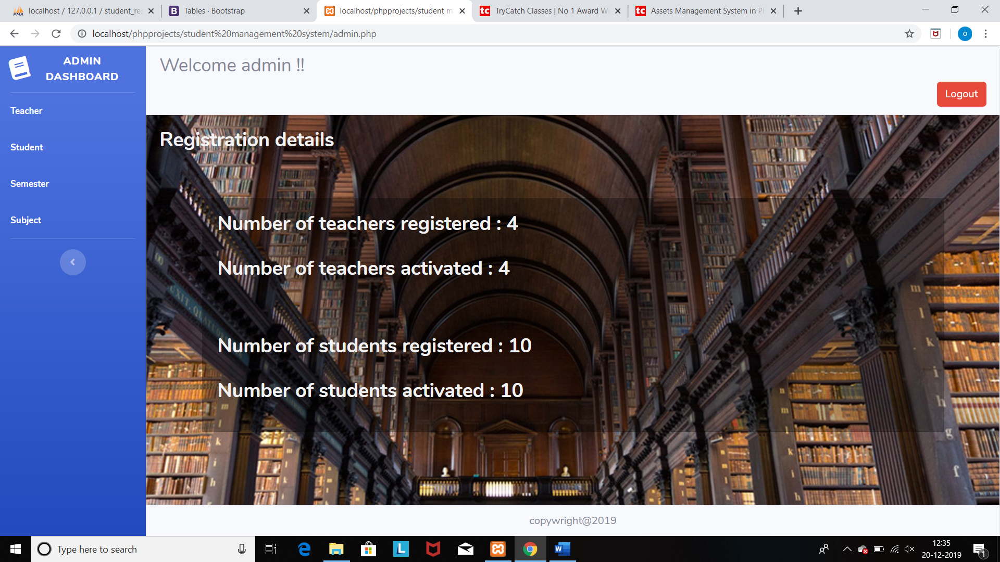 localhost / 127.0.0.1 / student_re
Tables · Bootstrap
localhost/phpprojects/student m
TryCatch Classes | No 1 Award Wi
Assets Management System in P
localhost/phpprojects/student%20management%20system/admin.php
o
ADMIN
DASHBOARD
Teacher
Student
Semester
Subject
Welcome admin !!
Logout
Registration details
Number of teachers registered : 4
Number of teachers activated : 4
Number of students registered : 10
Number of students activated : 10
copywright@2019
Type here to search
12:35
20-12-2019
1